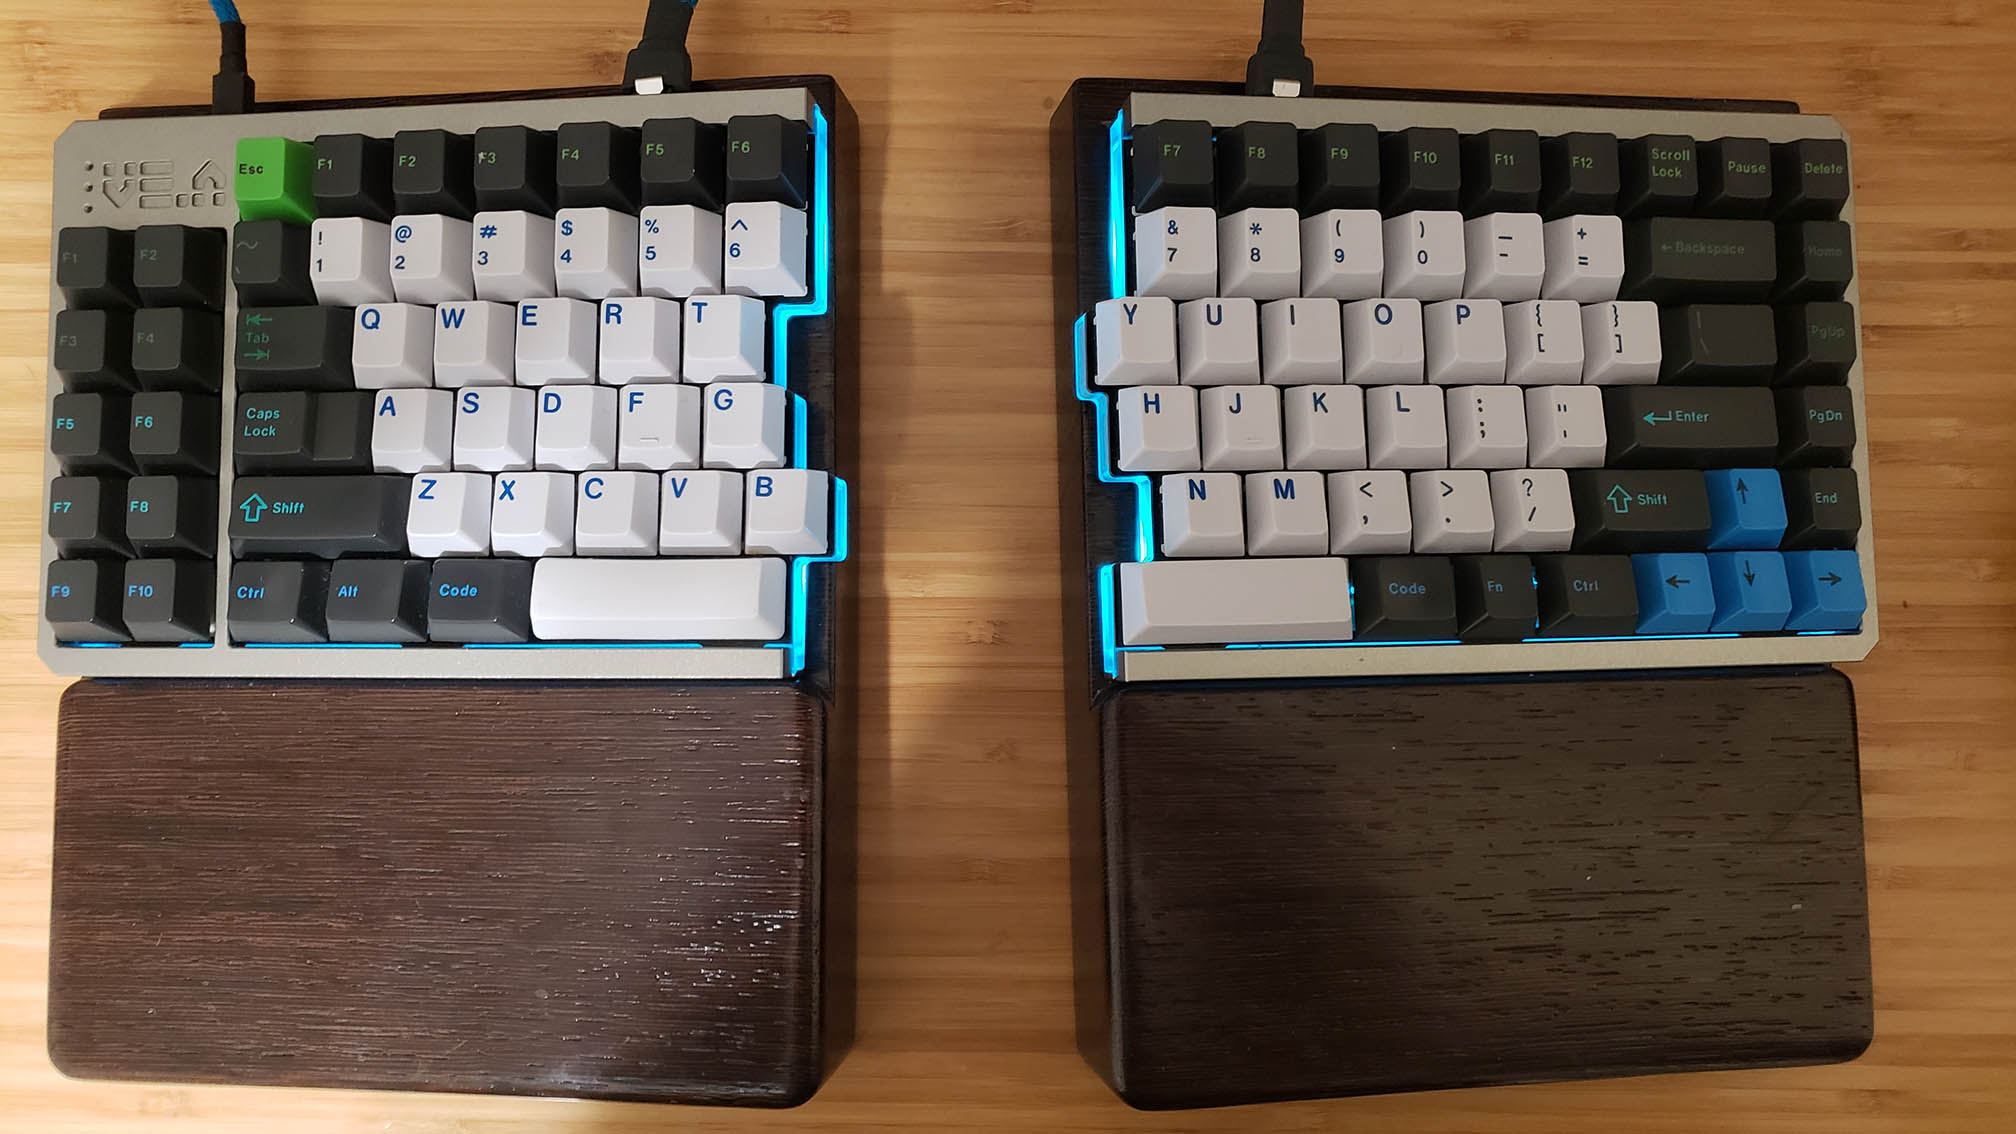 Esc F1 F2 F3 F4 F5 F6
F1 F2 ~ ` ! 1 @ 2 # 3 $ 4 % 5 ^ 6
F3 F4 Tab Q W E R T
F5 F6 Caps Lock A S D F G
F7 F8 Shift Z X C V B
F9 F10 Ctrl Alt Code
F7 F8 F9 F10 F11 F12 Scroll Lock Pause Delete
& 7 * 8 ( 9 ) 0 _ - + = ← Backspace Home
Y U I O P { [ } ] | \ PgUp
H J K L : ; " ' Enter PgDn
N M < , > . ? / Shift ↑ End
Code Fn Ctrl ← ↓ →